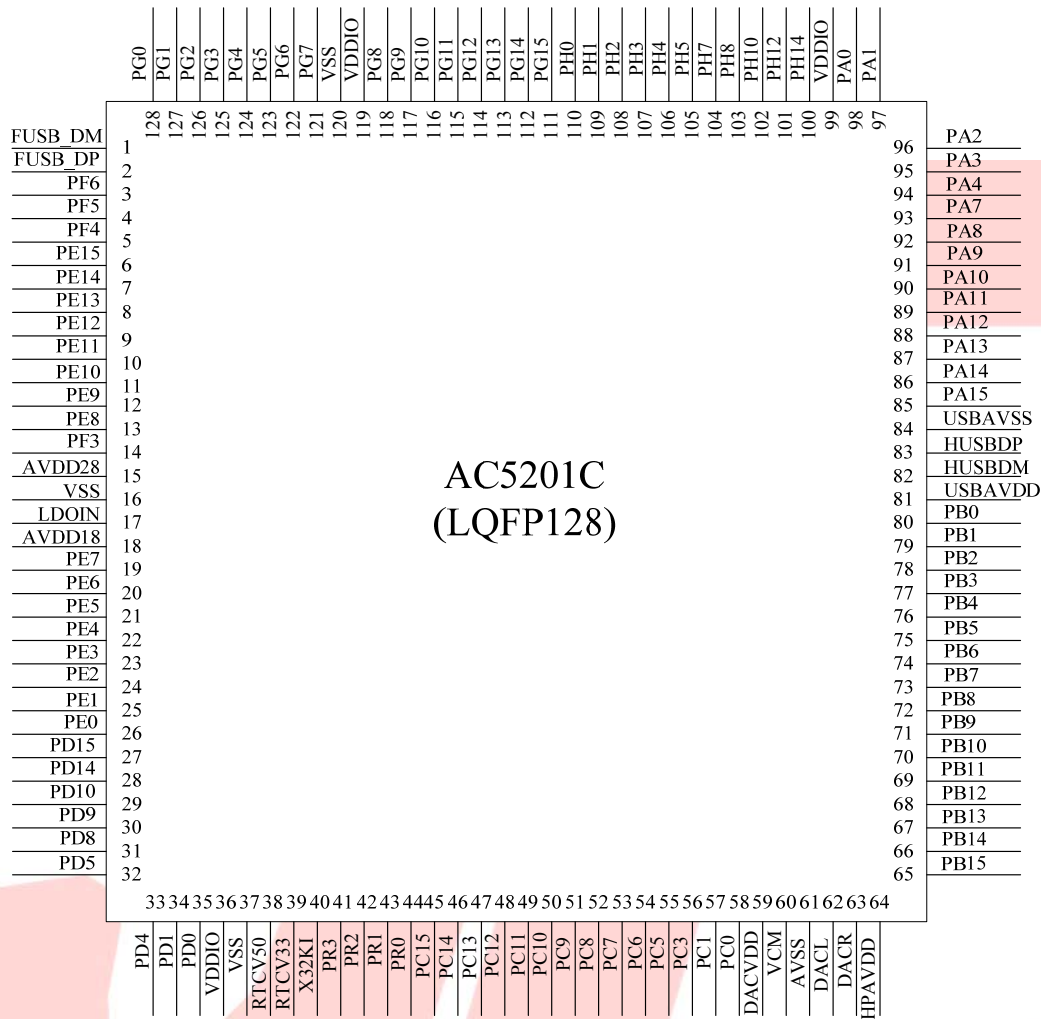 PG0 PG1 PG2 PG3 PG4 PG5 PG6 PG7 VSS VDDIO PG8 PG9 PG10 PG11 PG12 PG13 PG14 PG15 PH0 PH1 PH2 PH3 PH4 PH5 PH7 PH8 PH10 PH12 PH14 VDDIO PA0 PA1
128 127 126 125 124 123 122 121 120 119 118 117 116 115 114 113 112 111 110 109 108 107 106 105 104 103 102 101 100 99 98 97
FUSB_DM 1 96 PA2
FUSB_DP 2 95 PA3
PF6 3 94 PA4
PF5 4 93 PA7
PF4 5 92 PA8
PE15 6 91 PA9
PE14 7 90 PA10
PE13 8 89 PA11
PE12 9 88 PA12
PE11 10 87 PA13
PE10 11 86 PA14
PE9 12 85 PA15
PE8 13 84 USBAVSS
PF3 14 83 HUSBDP
AVDD28 15 82 HUSBDM
VSS 16 81 USBAVDD
LDOIN 17 80 PB0
AVDD18 18 79 PB1
PE7 19 78 PB2
PE6 20 77 PB3
PE5 21 76 PB4
PE4 22 75 PB5
PE3 23 74 PB6
PE2 24 73 PB7
PE1 25 72 PB8
PE0 26 71 PB9
PD15 27 70 PB10
PD14 28 69 PB11
PD10 29 68 PB12
PD9 30 67 PB13
PD8 31 66 PB14
PD5 32 65 PB15
AC5201C
(LQFP128)
33 34 35 36 37 38 39 40 41 42 43 44 45 46 47 48 49 50 51 52 53 54 55 56 57 58 59 60 61 62 63 64
PD4 PD1 PD0 VDDIO VSS RTCV50 RTCV33 X32KI PR3 PR2 PR1 PR0 PC15 PC14 PC13 PC12 PC11 PC10 PC9 PC8 PC7 PC6 PC5 PC3 PC1 PC0 DACVDD VCM AVSS DACL DACR HPAVDD